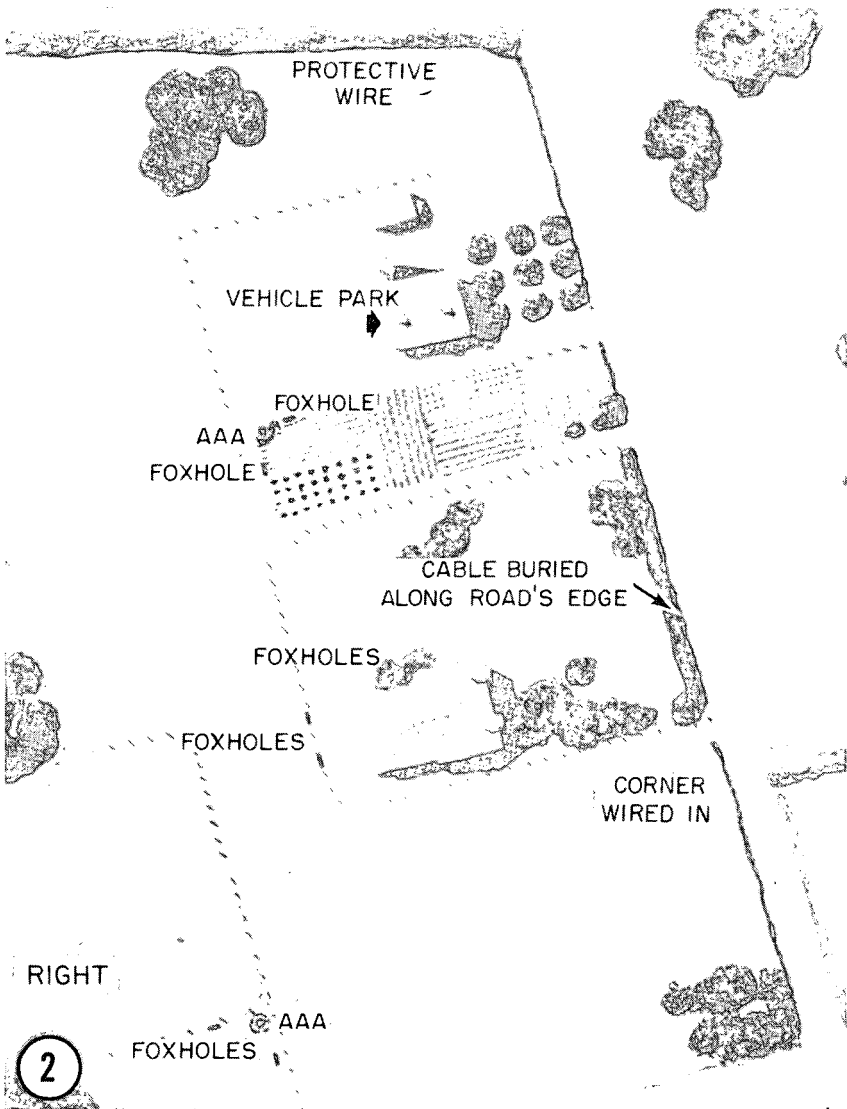 PROTECTIVE
WIRE
VEHICLE PARK
FOXHOLE
AAA
FOXHOLE
CABLE BURIED
ALONG ROAD'S EDGE
FOXHOLES
FOXHOLES
CORNER
WIRED IN
RIGHT
AAA
FOXHOLES
2